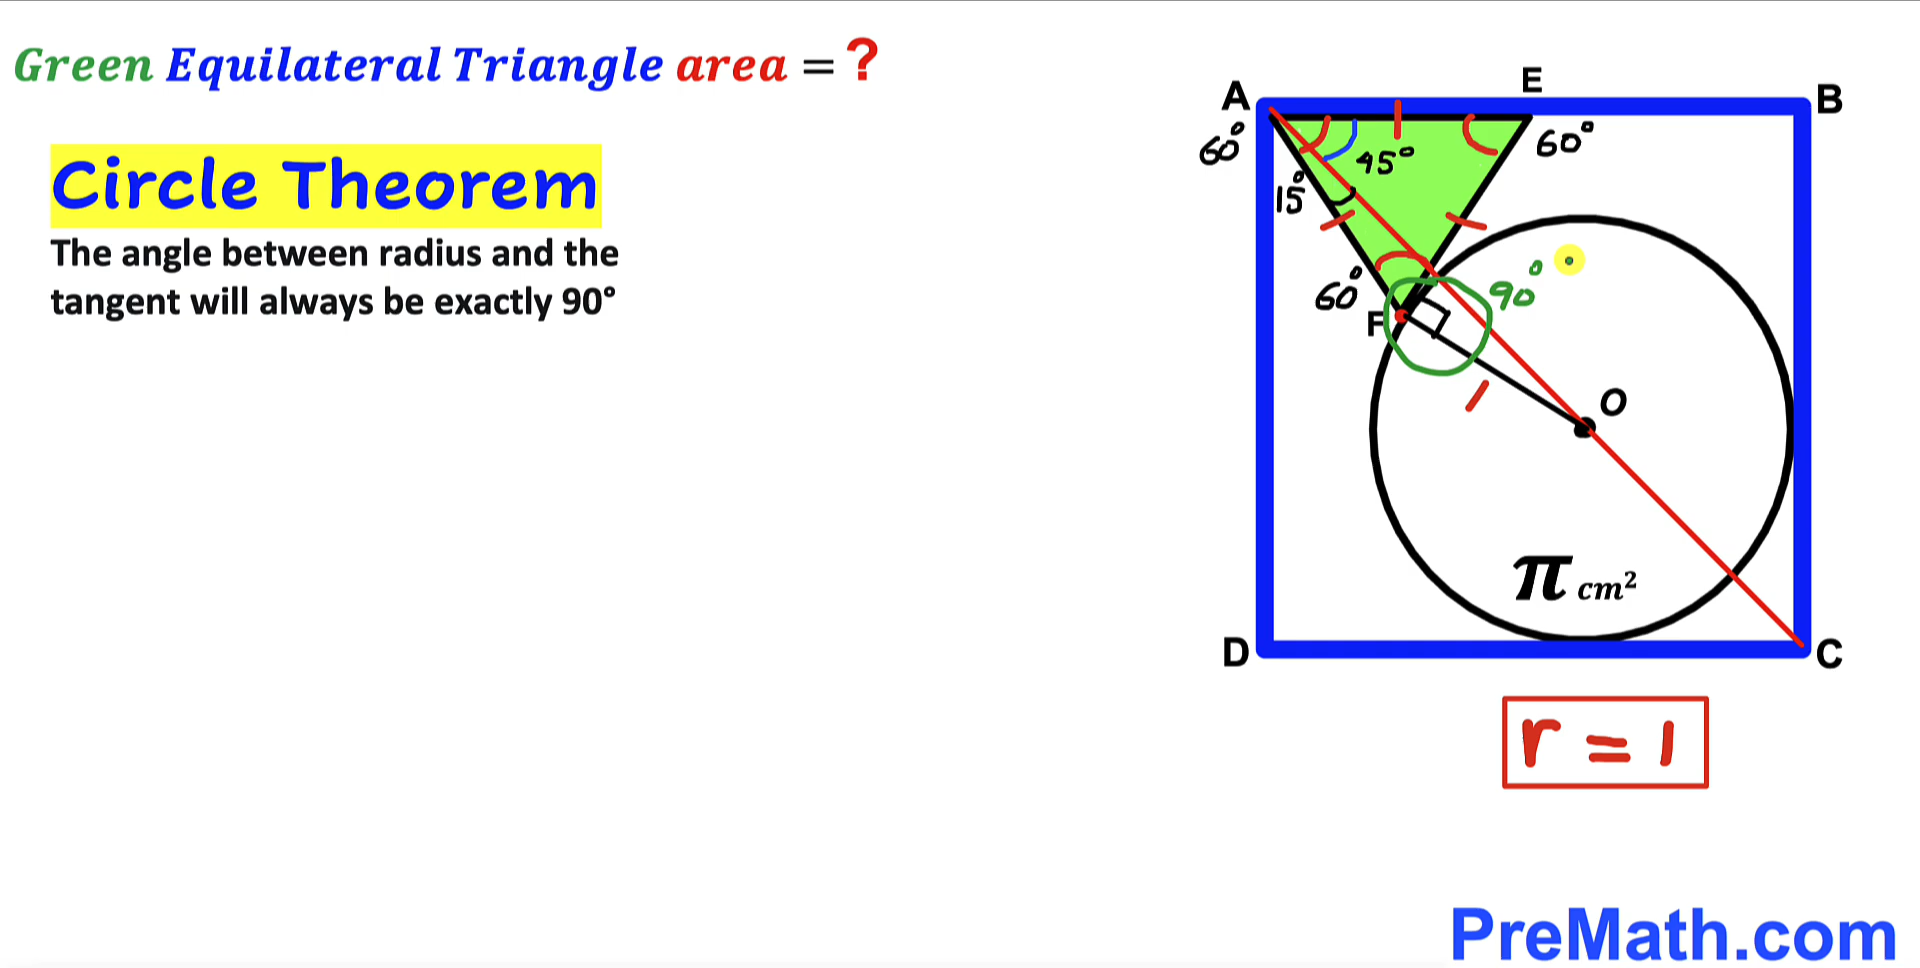 Green Equilateral Triangle area = ?
Circle Theorem
The angle between radius and the
tangent will always be exactly 90°
E
A
B
60°
60°
45°
15°
90°
60°
F
O
π cm²
D
C
r = 1
PreMath.com